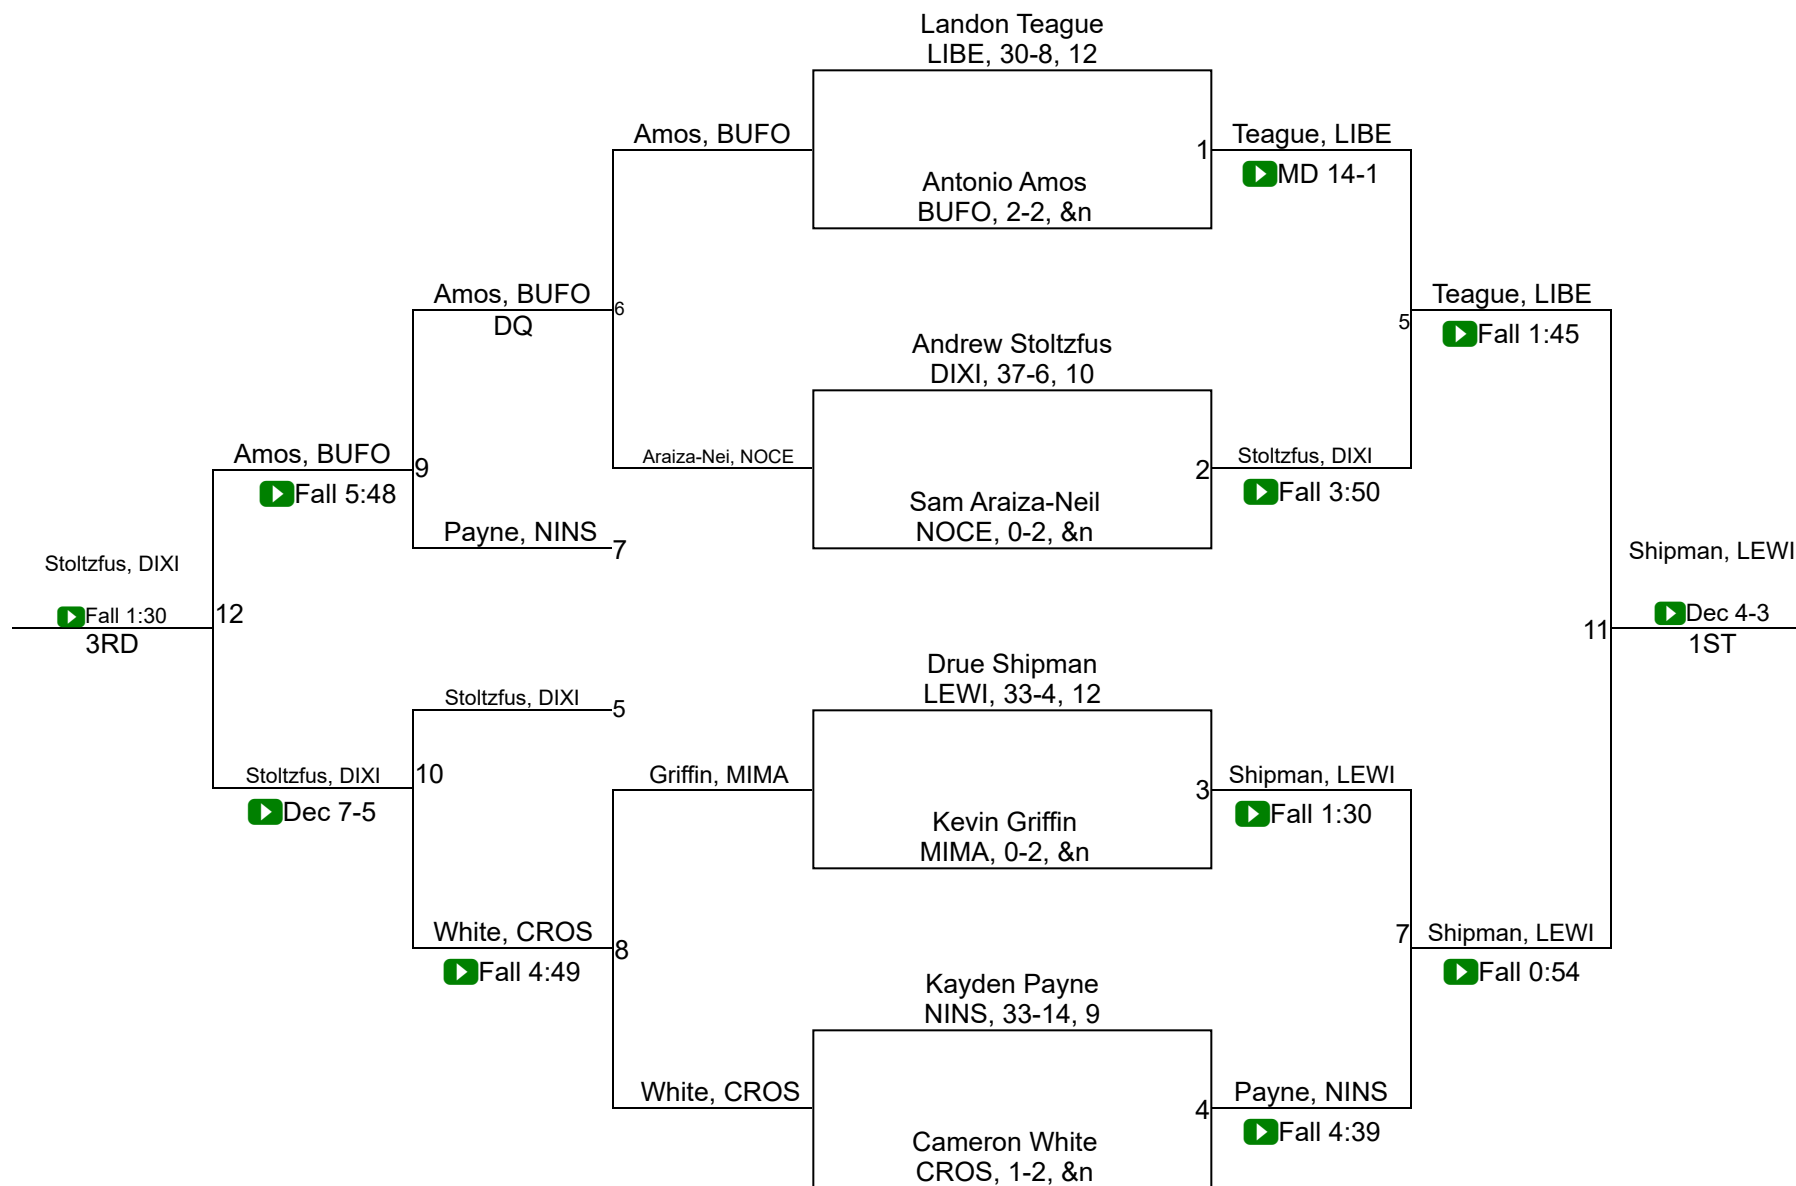 Landon Teague
LIBE, 30-8, 12
Amos, BUFO
1
Teague, LIBE
MD 14-1
Antonio Amos
BUFO, 2-2, &n
Amos, BUFO
DQ
6
Teague, LIBE
5
Fall 1:45
Andrew Stoltzfus
DIXI, 37-6, 10
Amos, BUFO
9
Fall 5:48
Araiza-Nei, NOCE
2
Stoltzfus, DIXI
Fall 3:50
Sam Araiza-Neil
NOCE, 0-2, &n
Payne, NINS
7
Stoltzfus, DIXI
Fall 1:30
3RD
12
Shipman, LEWI
11
Dec 4-3
1ST
Drue Shipman
LEWI, 33-4, 12
Stoltzfus, DIXI
5
Stoltzfus, DIXI
10
Dec 7-5
Griffin, MIMA
3
Shipman, LEWI
Fall 1:30
Kevin Griffin
MIMA, 0-2, &n
White, CROS
8
Fall 4:49
7
Shipman, LEWI
Fall 0:54
Kayden Payne
NINS, 33-14, 9
White, CROS
4
Payne, NINS
Fall 4:39
Cameron White
CROS, 1-2, &n